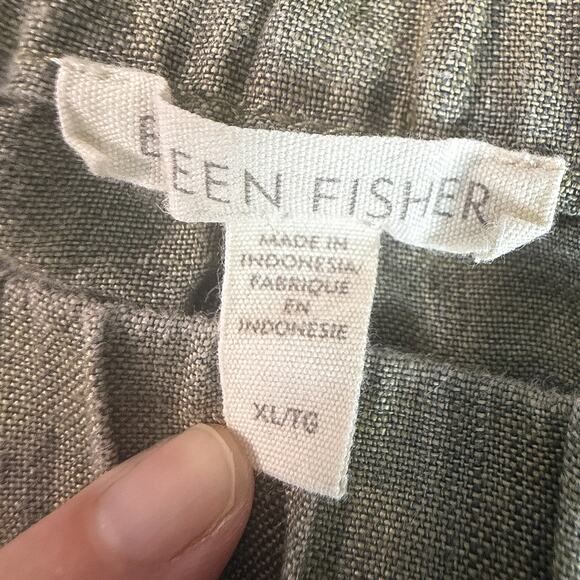 EEN FISHER
MADE IN
INDONESIA/
FABRIQUE
EN
INDONESIE
XL/TG